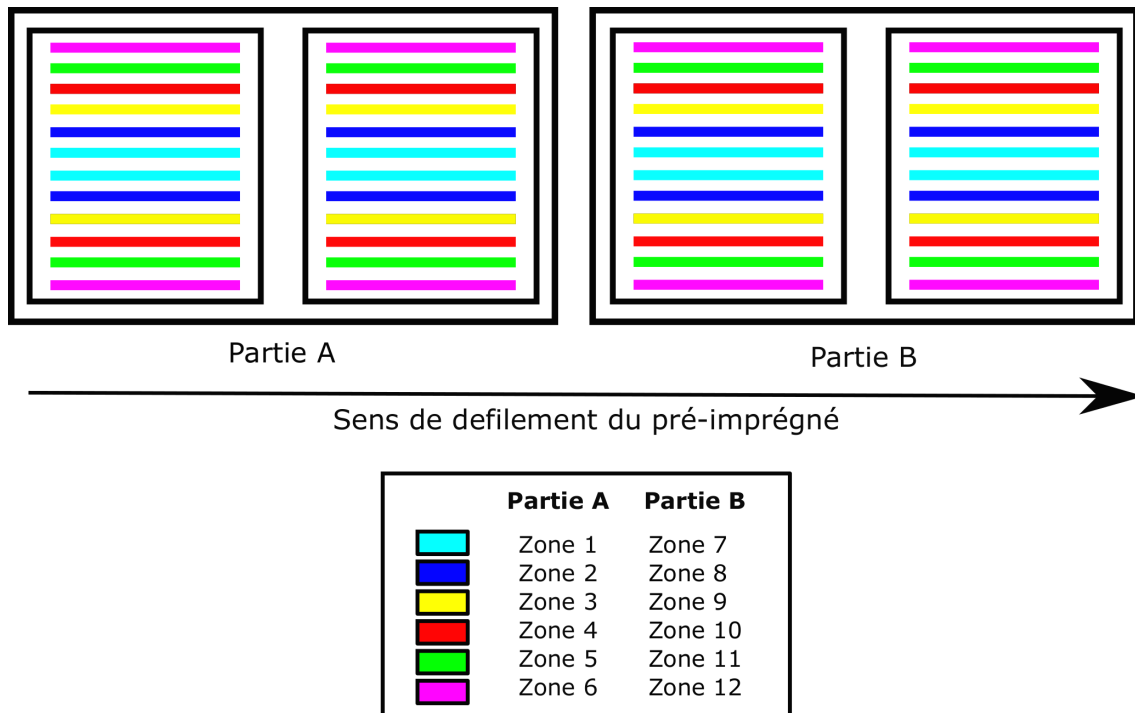 Partie A
Partie B
Sens de defilement du pré-imprégné
Partie A Partie B
Zone 1 Zone 7
Zone 2 Zone 8
Zone 3 Zone 9
Zone 4 Zone 10
Zone 5 Zone 11
Zone 6 Zone 12